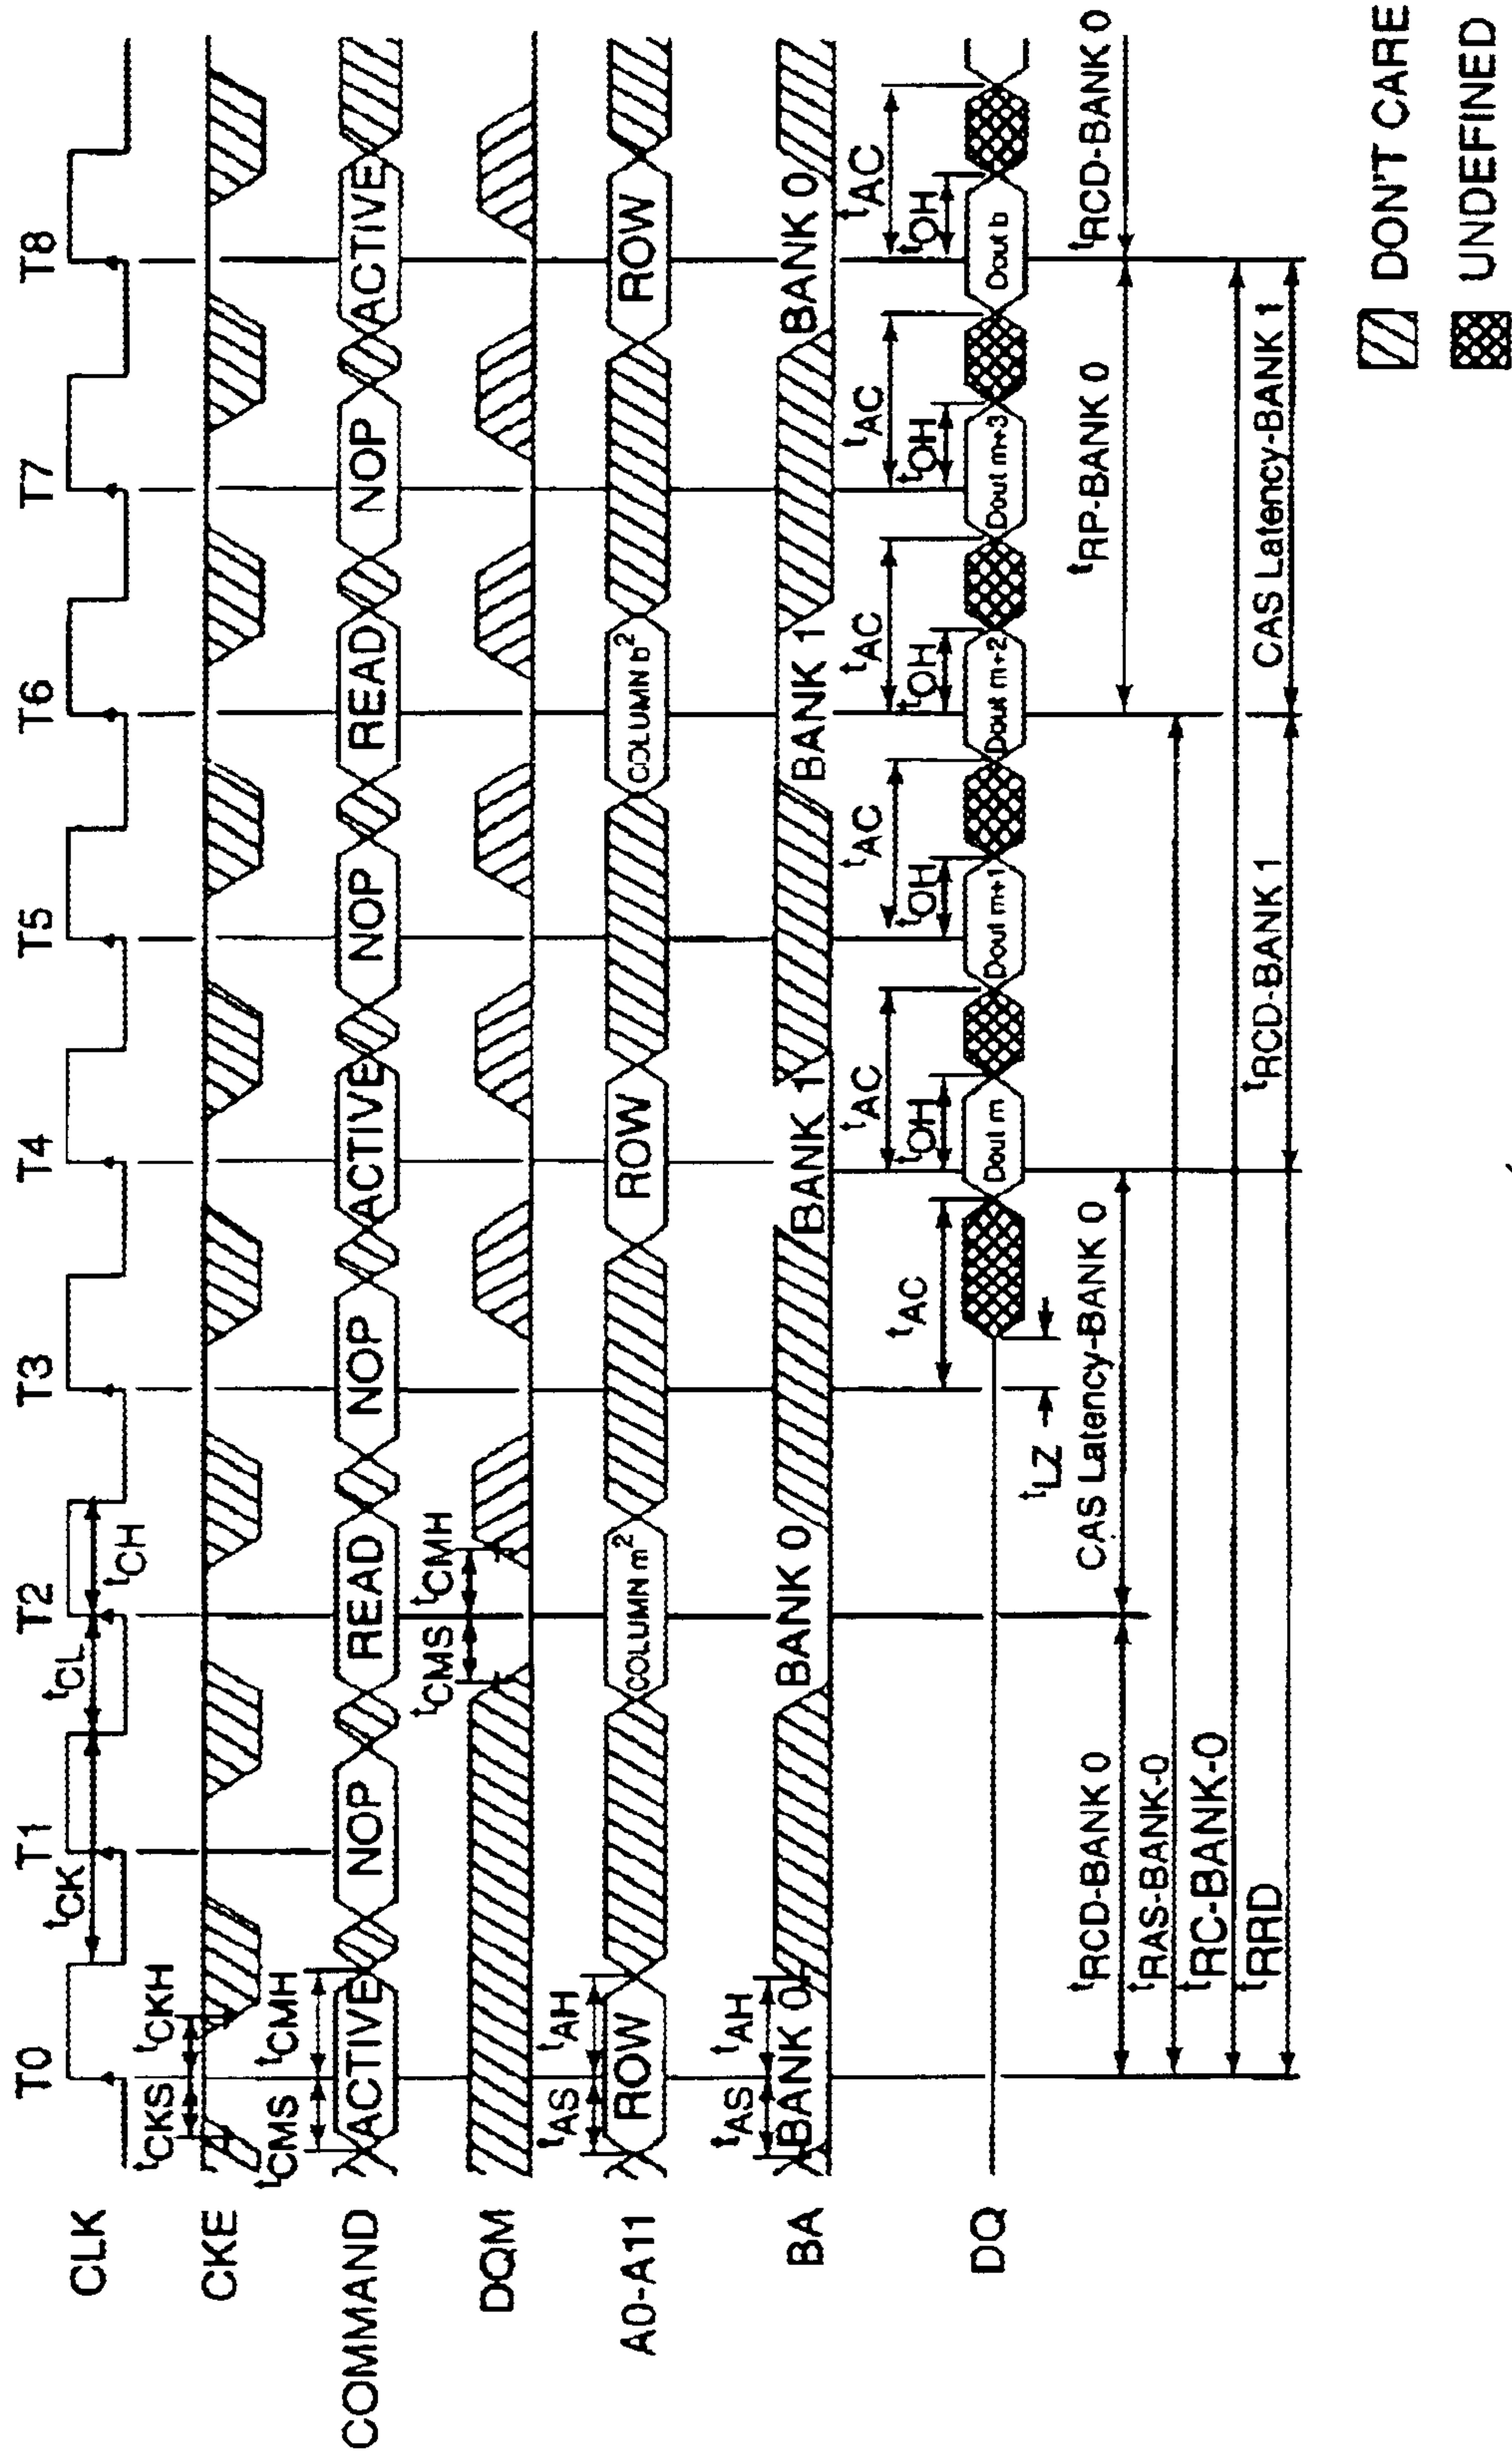 T0 T1 T2 T3 T4 T5 T6 T7 T8
CLK
tCK tCL tCH
CKE
tCKS tCKH
COMMAND
tCMS tCMH
ACTIVE NOP READ NOP ACTIVE NOP READ NOP ACTIVE
DQM
tCMS tCMH
A0-A11
tAS tAH
ROW COLUMN m2 ROW COLUMN b2 ROW
BA
tAS tAH
BANK 0 BANK 0 BANK 1 BANK 1 BANK 0
tAC tAC tAC tAC tAC tAC
tOH tOH tOH tOH tOH
DQ
Dout m Dout m+1 Dout m+2 Dout m+3 Dout b
tLZ
tRCD-BANK 0 CAS Latency-BANK 0 tRP-BANK 0 tRCD-BANK 0
tRAS-BANK-0
tRC-BANK-0
tRRD tRCD-BANK 1 CAS Latency-BANK 1
DON'T CARE
UNDEFINED